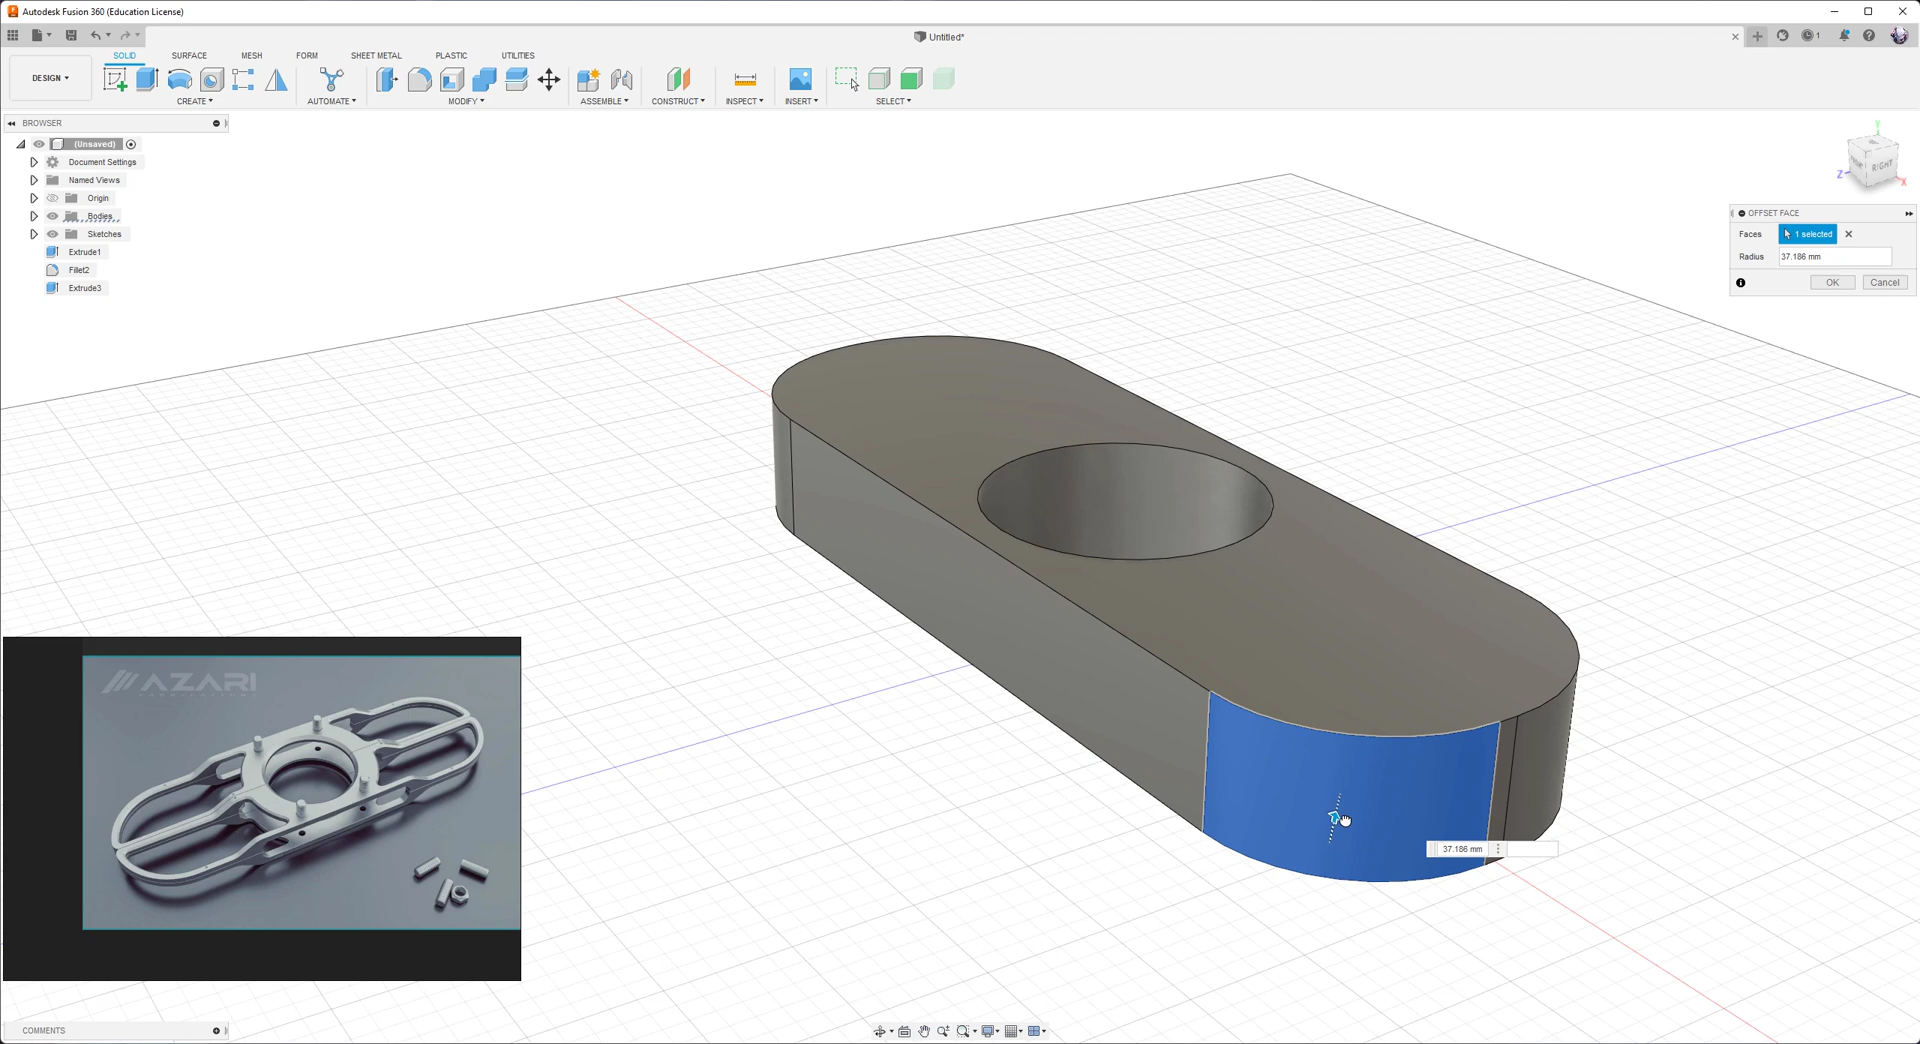 Autodesk Fusion 360 (Education License)
Untitled*
1
SOLID SURFACE MESH FORM SHEET METAL PLASTIC UTILITIES
DESIGN
CREATE AUTOMATE MODIFY ASSEMBLE CONSTRUCT INSPECT INSERT SELECT
BROWSER
(Unsaved)
Document Settings
Named Views
Origin
Bodies
Sketches
Extrude1
Fillet2
Extrude3
Y
Z
X
RIGHT
OFFSET FACE
Faces 1 selected
Radius 37.186 mm
OK Cancel
37.186 mm
AZARI
COMMENTS